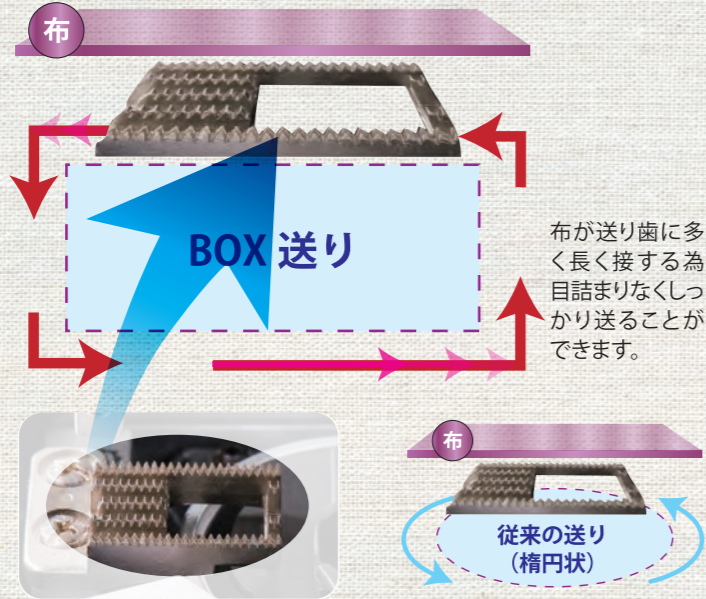 布
BOX 送り
布が送り歯に多
く長く接する為
目詰まりなくしっ
かり送ることが
できます。
布
従来の送り
（楕円状）